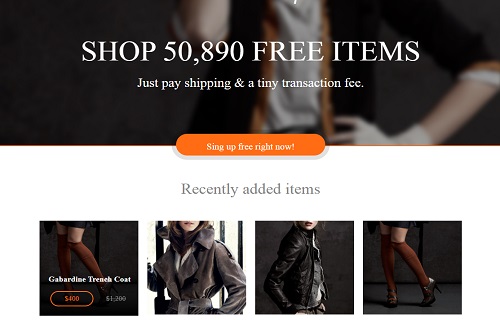 SHOP 50,890 FREE ITEMS
Just pay shipping & a tiny transaction fee.
Sing up free right now!
Recently added items
Gabardine Trench Coat
$400 $1,200